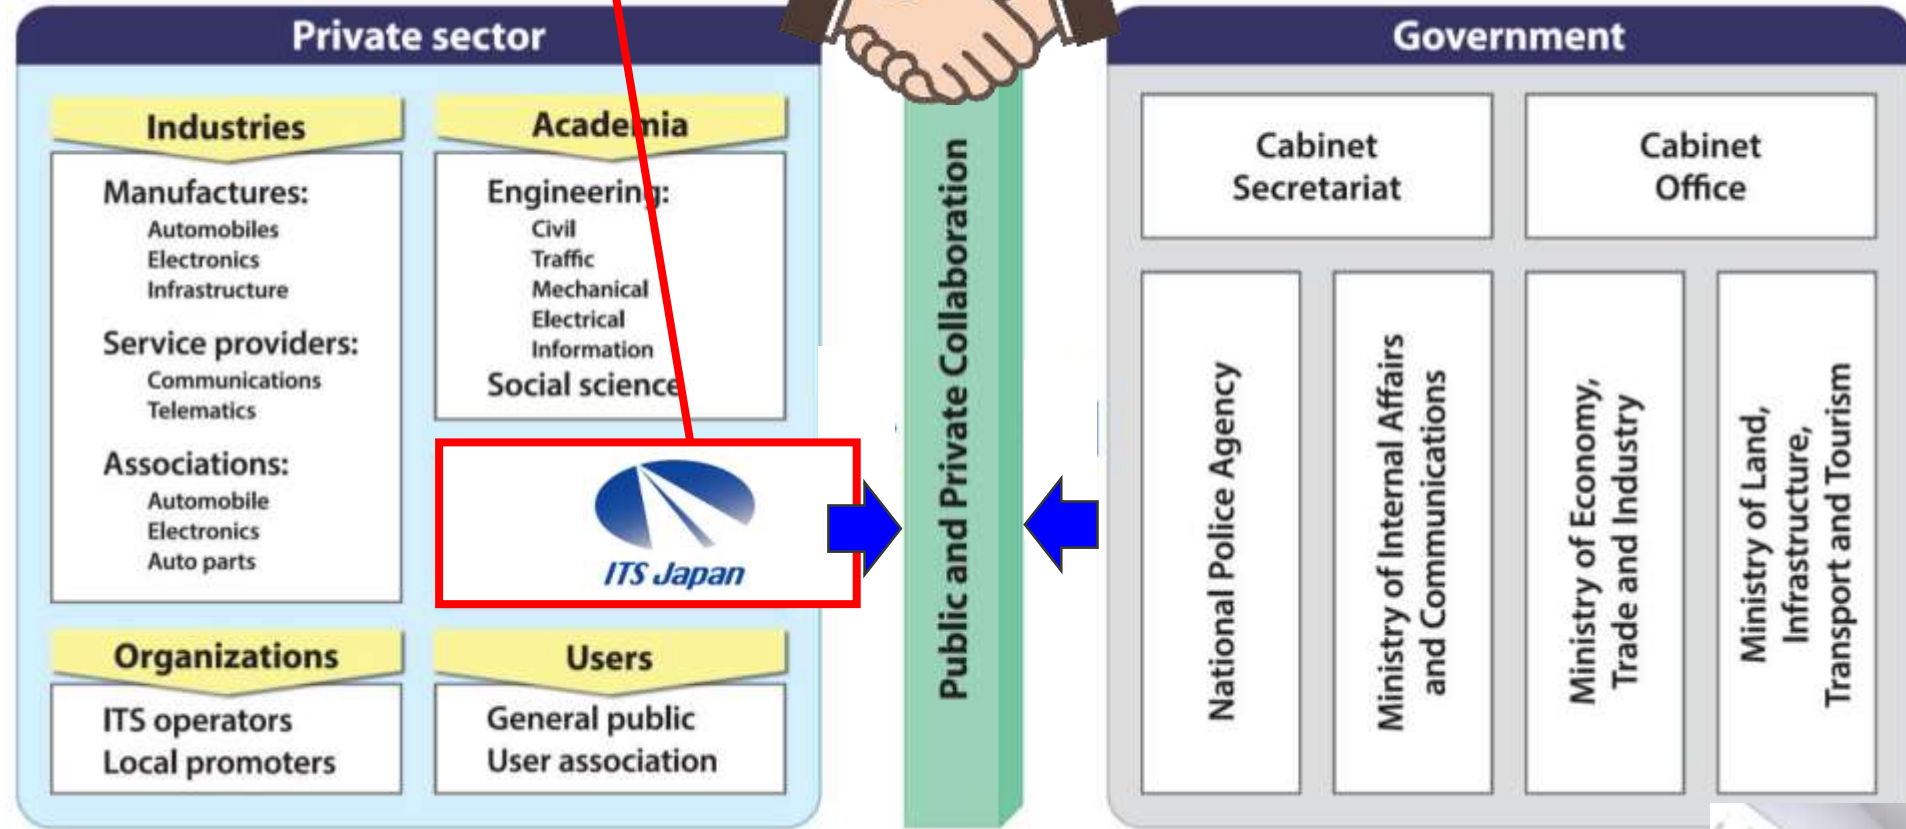 Private sector
Industries
Manufactures:
Automobiles
Electronics
Infrastructure
Service providers:
Communications
Telematics
Associations:
Automobile
Electronics
Auto parts
Academia
Engineering:
Civil
Traffic
Mechanical
Electrical
Information
Social science
ITS Japan
Organizations
ITS operators
Local promoters
Users
General public
User association
Public and Private Collaboration
Government
Cabinet
Secretariat
Cabinet
Office
National Police Agency
Ministry of Internal Affairs
and Communications
Ministry of Economy,
Trade and Industry
Ministry of Land,
Infrastructure,
Transport and Tourism